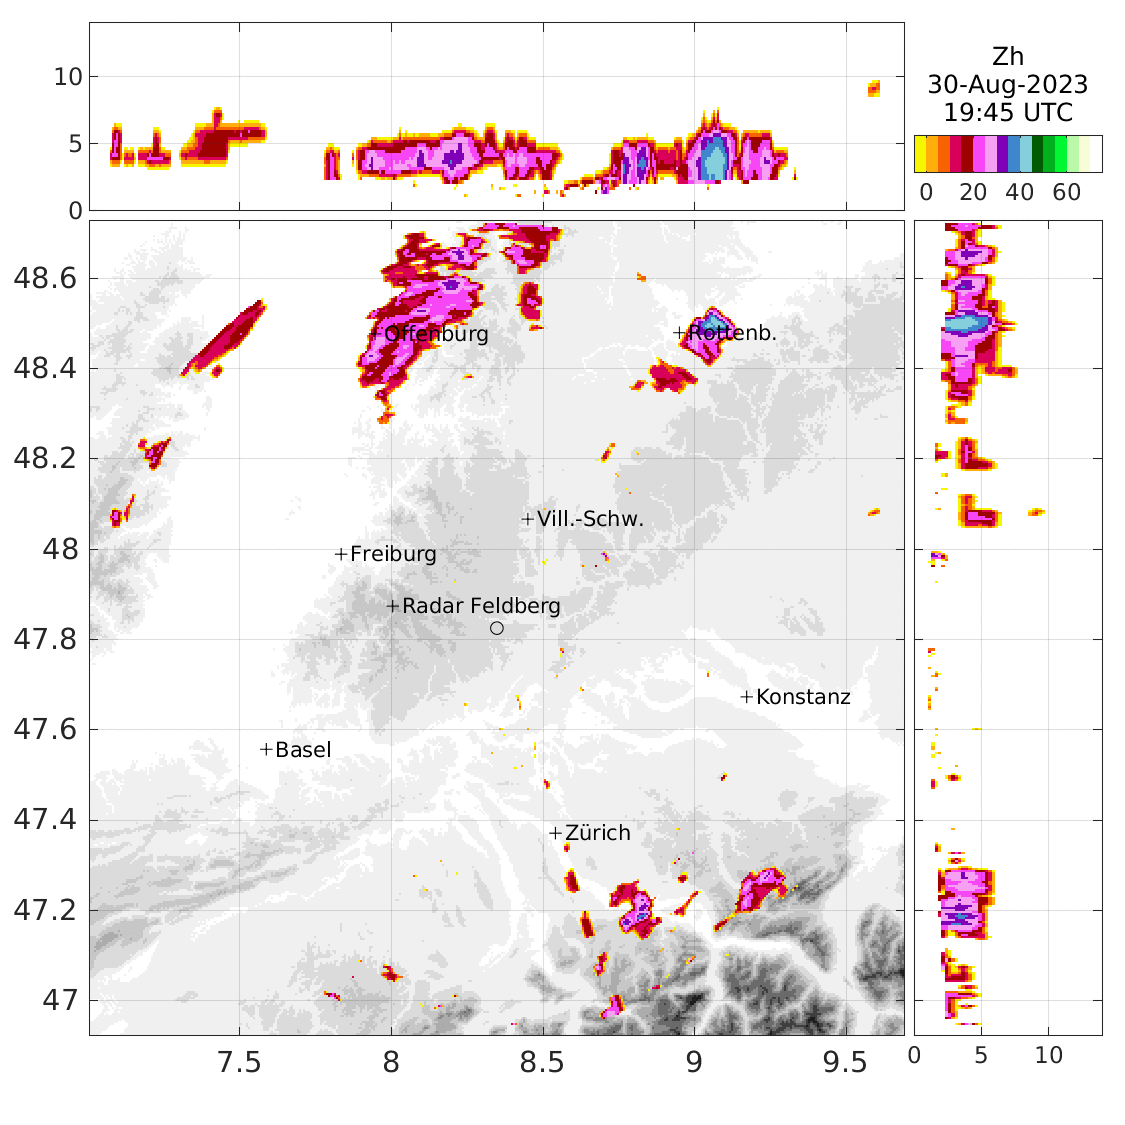 10
5
0
Zh
30-Aug-2023
19:45 UTC
0 20 40 60
48.6
48.4
48.2
48
47.8
47.6
47.4
47.2
47
Offenburg
Rottenb.
Vill.-Schw.
Freiburg
Radar Feldberg
Konstanz
Basel
Zürich
7.5 8 8.5 9 9.5
0 5 10